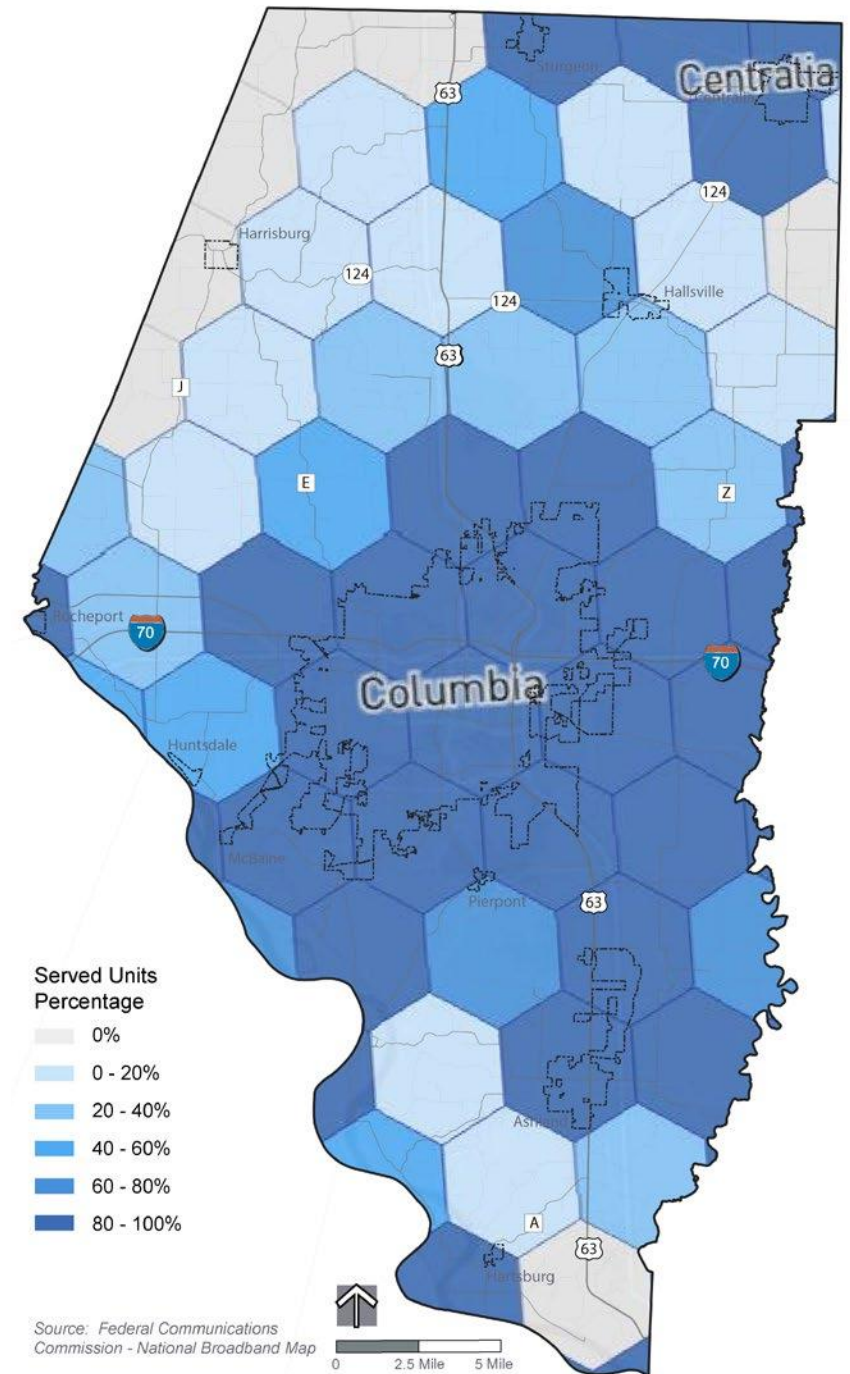 Sturgeon
Centralia
Centralia
63
124
Harrisburg
124
124
Hallsville
63
J
E
Z
Rocheport
70
70
Columbia
Huntsdale
McBaine
Pierpont
63
Ashland
A
63
Hartsburg
Served Units
Percentage
0%
0 - 20%
20 - 40%
40 - 60%
60 - 80%
80 - 100%
Source: Federal Communications
Commission - National Broadband Map
0 2.5 Mile 5 Mile